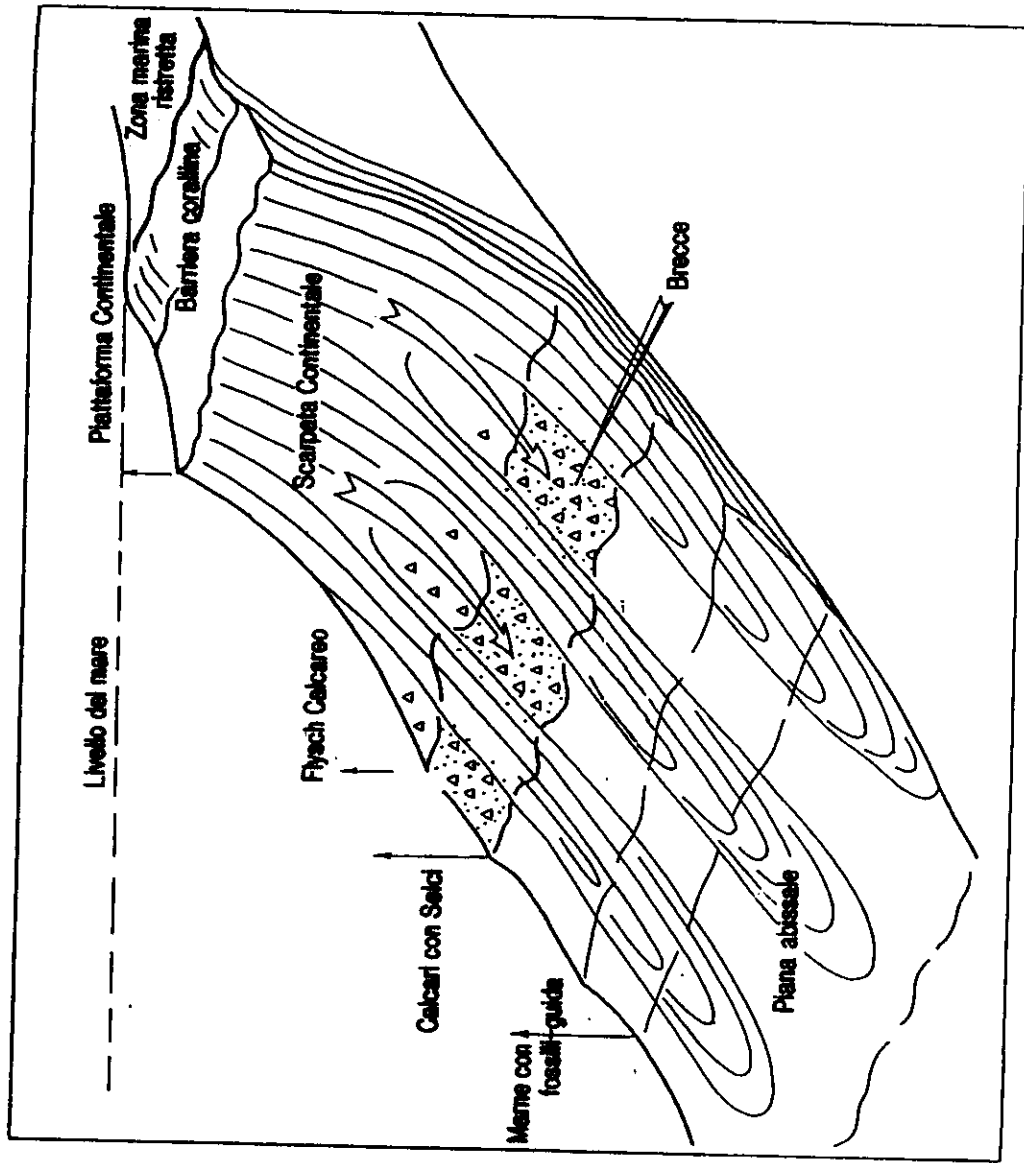 Livello del mare
Piattaforma Continentale
Zona marina
ristretta
Barriera corallina
Scarpata Continentale
Flysch Calcareo
Calcari con Selci
Brecce
Marne con
fossili-guida
Piana abissale